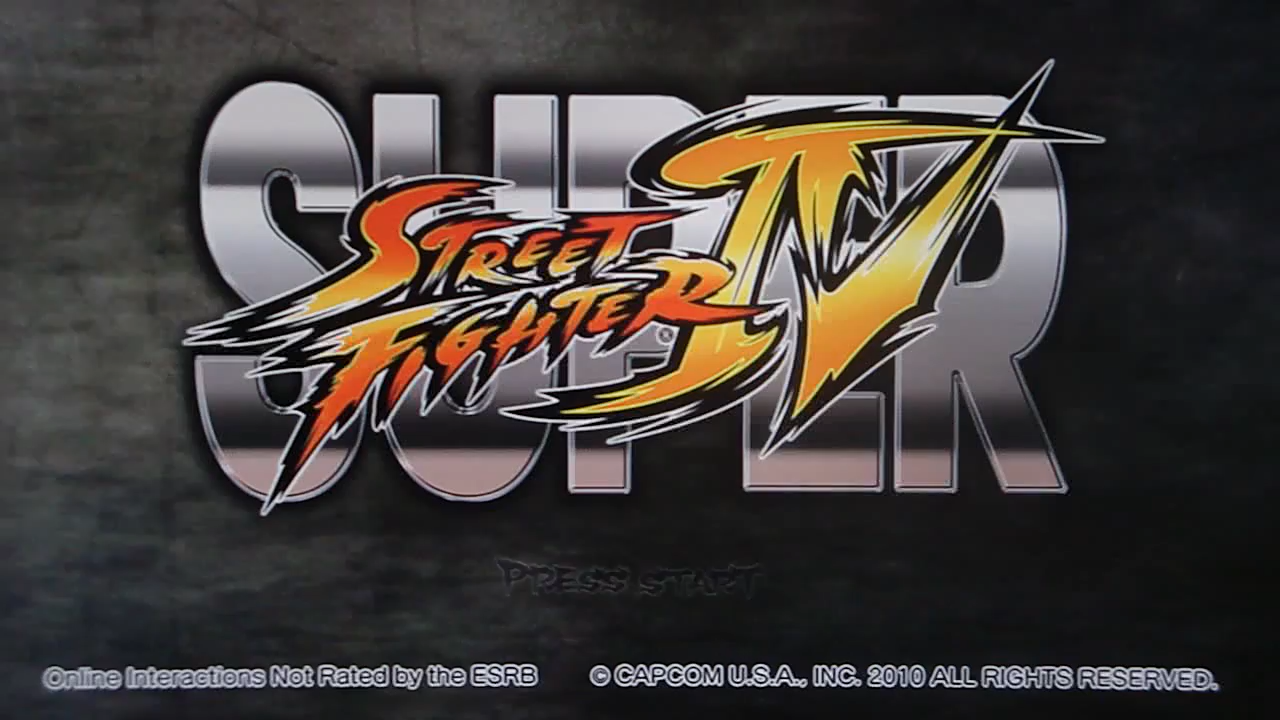 SUPER
STREET
FIGHTER IV
PRESS START
Online Interactions Not Rated by the ESRB
© CAPCOM U.S.A., INC. 2010 ALL RIGHTS RESERVED.